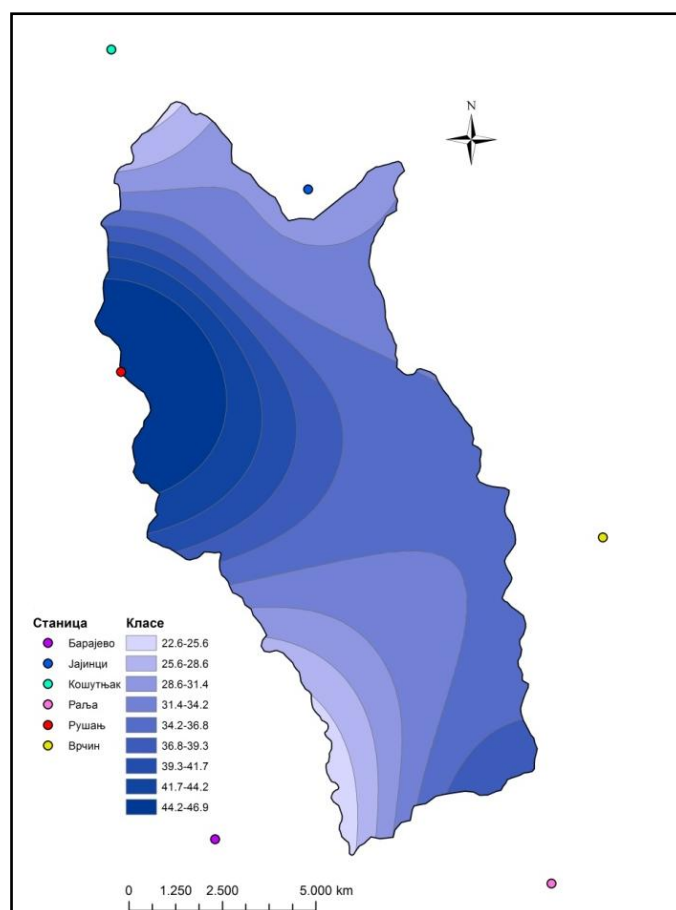 N
Станица
Класе
Барајево
Јајинци
Кошутњак
Раља
Рушањ
Врчин
22.6-25.6
25.6-28.6
28.6-31.4
31.4-34.2
34.2-36.8
36.8-39.3
39.3-41.7
41.7-44.2
44.2-46.9
0 1.250 2.500 5.000 km